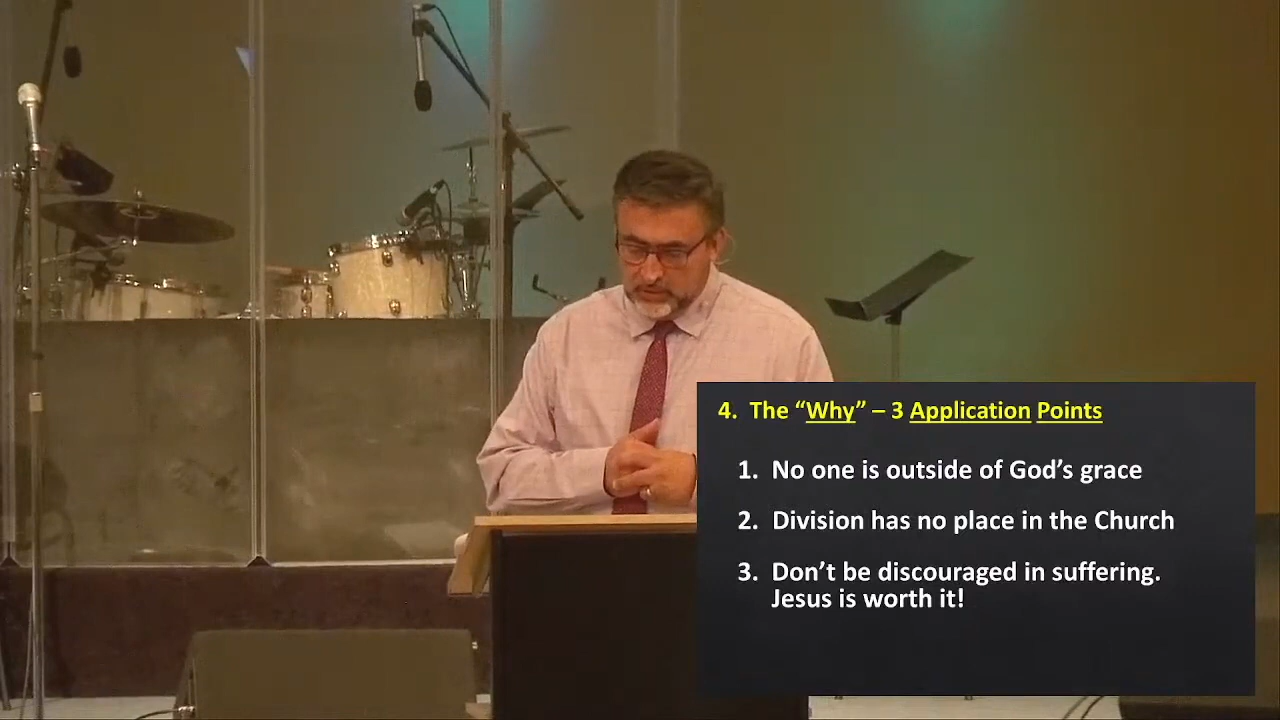 4. The “Why” – 3 Application Points
1. No one is outside of God’s grace
2. Division has no place in the Church
3. Don’t be discouraged in suffering.
Jesus is worth it!